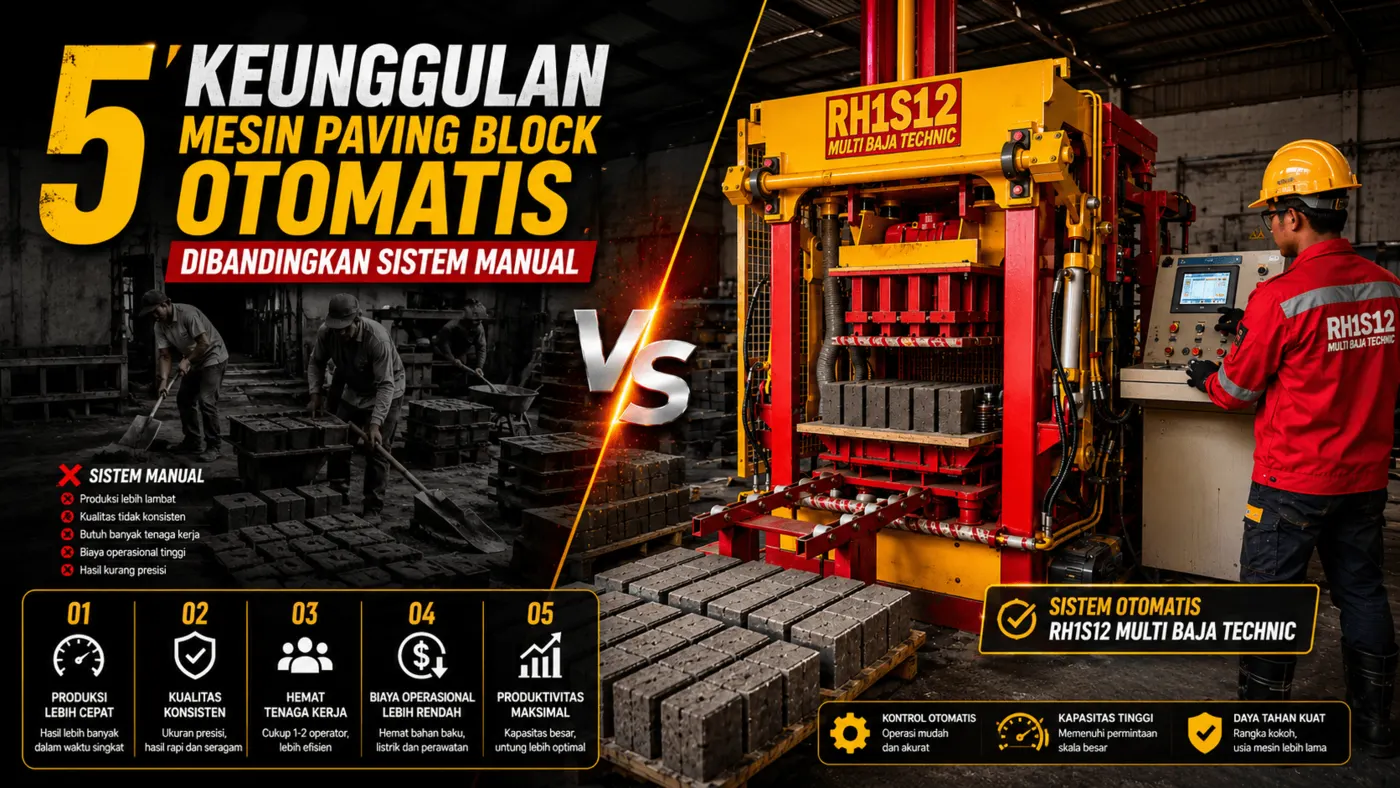 5 KEUNGGULAN
MESIN PAVING BLOCK
OTOMATIS
DIBANDINGKAN SISTEM MANUAL
VS
RH1S12
MULTI BAJA TECHNIC
RH1S12
MULTI BAJA TECHNIC
SISTEM MANUAL
Produksi lebih lambat
Kualitas tidak konsisten
Butuh banyak tenaga kerja
Biaya operasional tinggi
Hasil kurang presisi
01
PRODUKSI
LEBIH CEPAT
Hasil lebih banyak
dalam waktu singkat
02
KUALITAS
KONSISTEN
Ukuran presisi,
hasil rapi dan seragam
03
HEMAT
TENAGA KERJA
Cukup 1-2 operator,
lebih efisien
04
BIAYA OPERASIONAL
LEBIH RENDAH
Hemat bahan baku,
listrik dan perawatan
05
PRODUKTIVITAS
MAKSIMAL
Kapasitas besar,
untung lebih optimal
SISTEM OTOMATIS
RH1S12 MULTI BAJA TECHNIC
KONTROL OTOMATIS
Operasi mudah
dan akurat
KAPASITAS TINGGI
Memenuhi permintaan
skala besar
DAYA TAHAN KUAT
Rangka kokoh,
usia mesin lebih lama